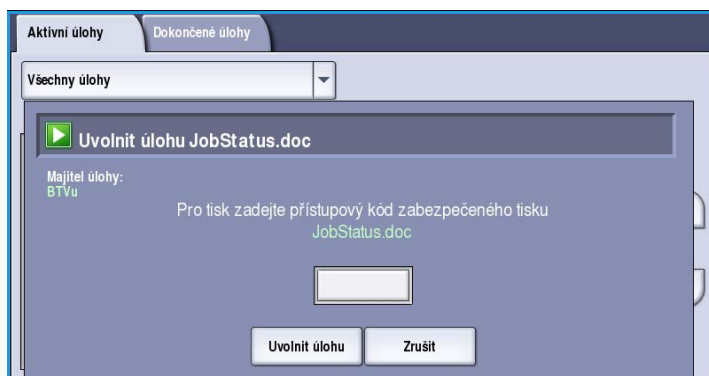 Aktivní úlohy
Dokončené úlohy
Všechny úlohy
Uvolnit úlohu JobStatus.doc
Majitel úlohy:
BTVu
Pro tisk zadejte přístupový kód zabezpečeného tisku
JobStatus.doc
Uvolnit úlohu
Zrušit